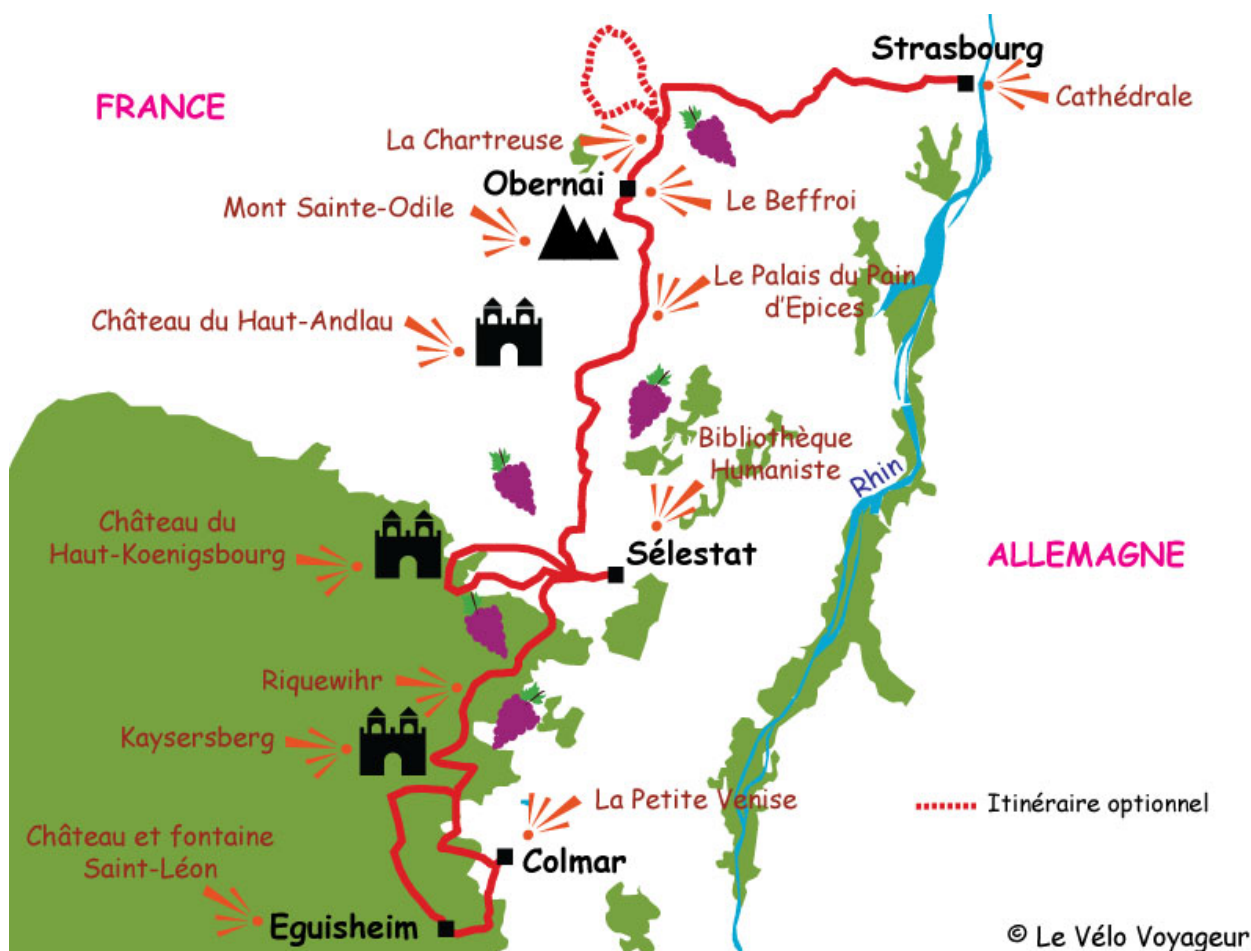 Strasbourg
FRANCE
Cathédrale
La Chartreuse
Obernai
Mont Sainte-Odile
Le Beffroi
Le Palais du Pain
d'Epices
Château du Haut-Andlau
Bibliothèque
Humaniste
Rhin
Château du
Haut-Koenigsbourg
Sélestat
ALLEMAGNE
Riquewihr
Kaysersberg
La Petite Venise
Itinéraire optionnel
Château et fontaine
Saint-Léon
Colmar
Eguisheim
© Le Vélo Voyageur